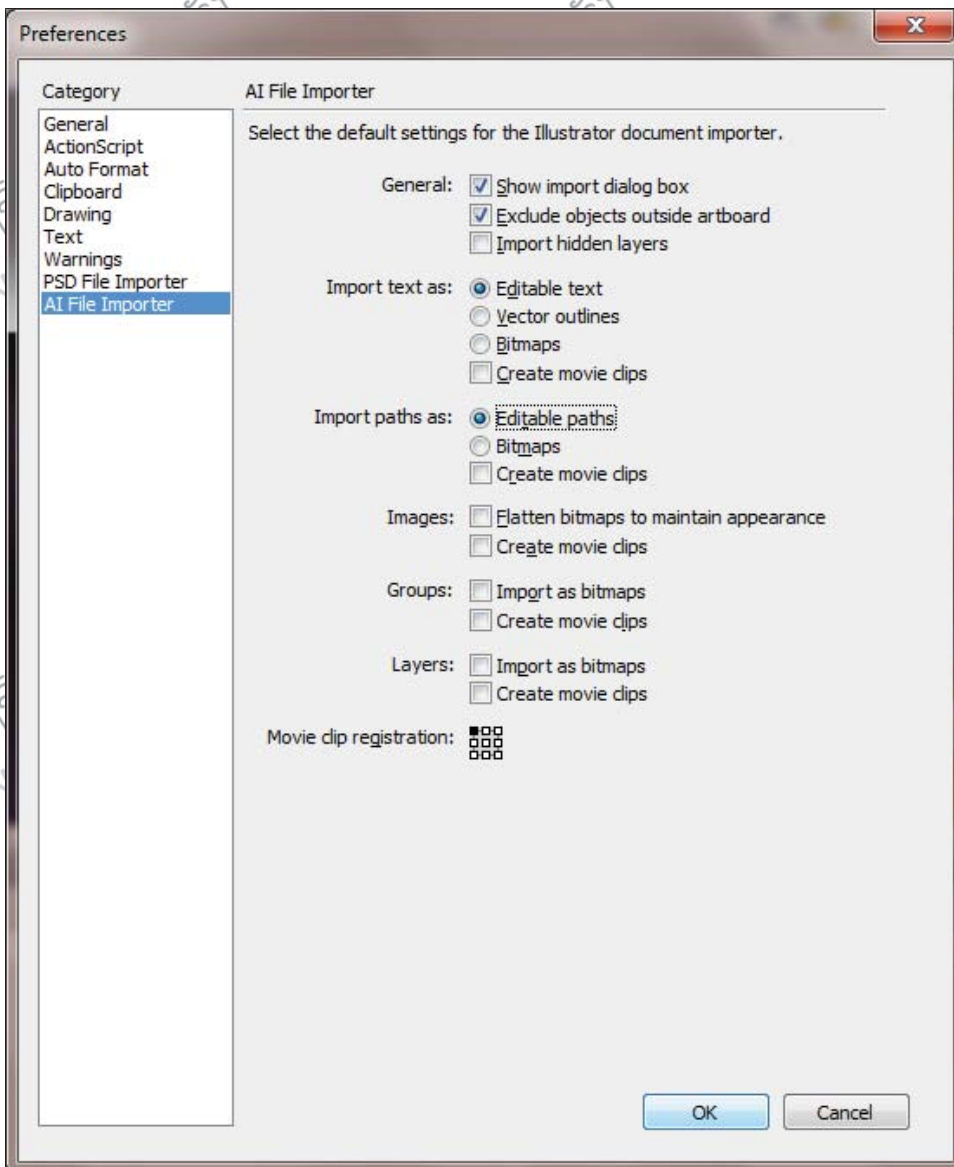 Preferences
Category
General
ActionScript
Auto Format
Clipboard
Drawing
Text
Warnings
PSD File Importer
AI File Importer
AI File Importer
Select the default settings for the Illustrator document importer.
General: Show import dialog box
Exclude objects outside artboard
Import hidden layers
Import text as: Editable text
Vector outlines
Bitmaps
Create movie clips
Import paths as: Editable paths
Bitmaps
Create movie clips
Images: Flatten bitmaps to maintain appearance
Create movie clips
Groups: Import as bitmaps
Create movie clips
Layers: Import as bitmaps
Create movie clips
Movie clip registration:
OK Cancel